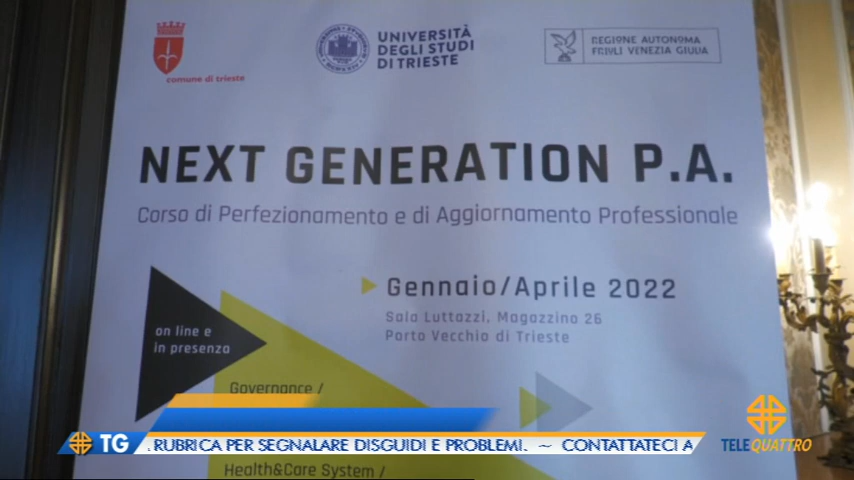 comune di trieste
UNIVERSITÀ
DEGLI STUDI
DI TRIESTE
REGIONE AUTONOMA
FRIULI VENEZIA GIULIA
NEXT GENERATION P.A.
Corso di Perfezionamento e di Aggiornamento Professionale
Gennaio/Aprile 2022
Sala Luttazzi, Magazzino 26
Porto Vecchio di Trieste
on line e
in presenza
Governance /
TG
. RUBRICA PER SEGNALARE DISGUIDI E PROBLEMI. ~ CONTATTATECI A
TELEQUATTRO
Health&Care System /